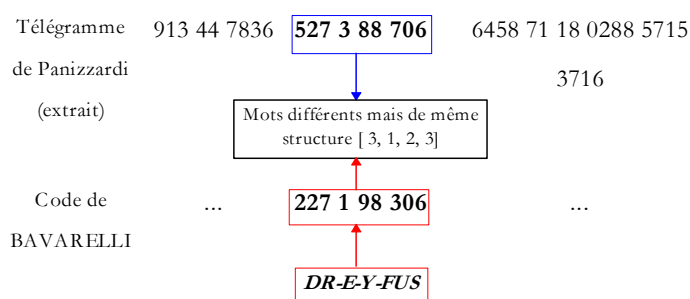 Télégramme de Panizzardi (extrait)
913 44 7836 527 3 88 706 6458 71 18 0288 5715 3716
Mots différents mais de même
structure [ 3, 1, 2, 3]
Code de BAVARELLI
... 227 1 98 306 ...
DR-E-Y-FUS